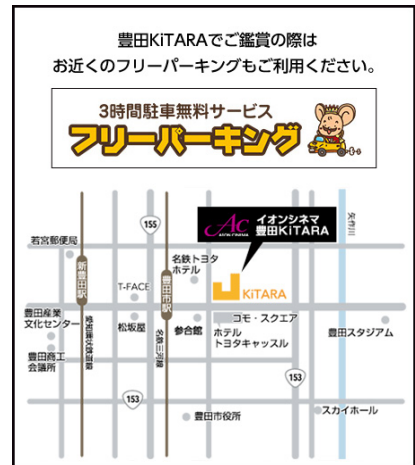 豊田KiTARAでご鑑賞の際は
お近くのフリーパーキングもご利用ください。
3時間駐車無料サービス
フリーパーキング
155
Ac
AEON CINEMA
イオンシネマ
豊田KiTARA
矢作川
若宮郵便局
新豊田駅
名鉄トヨタ
ホテル
T-FACE
豊田市駅
KiTARA
豊田産業
文化センター
松坂屋
参合館
コモ・スクエア
ホテル
トヨタキャッスル
豊田スタジアム
愛知環状鉄道線
名鉄三河線
豊田商工
会議所
153
153
豊田市役所
スカイホール